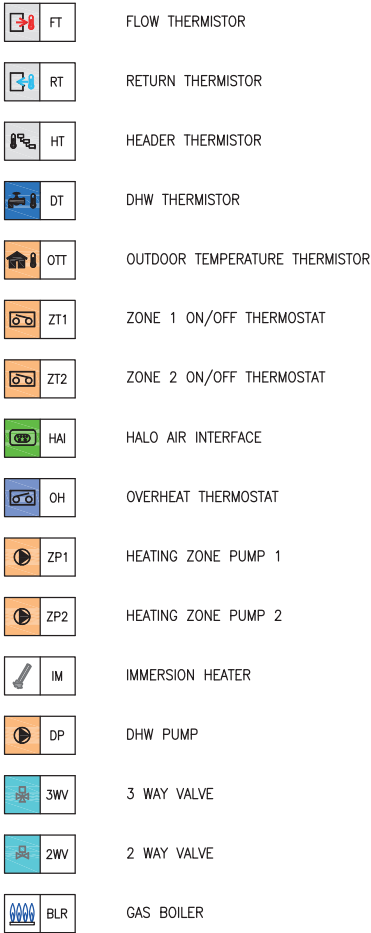 FT FLOW THERMISTOR
RT RETURN THERMISTOR
HT HEADER THERMISTOR
DT DHW THERMISTOR
OTT OUTDOOR TEMPERATURE THERMISTOR
ZT1 ZONE 1 ON/OFF THERMOSTAT
ZT2 ZONE 2 ON/OFF THERMOSTAT
HAI HALO AIR INTERFACE
OH OVERHEAT THERMOSTAT
ZP1 HEATING ZONE PUMP 1
ZP2 HEATING ZONE PUMP 2
IM IMMERSION HEATER
DP DHW PUMP
3WV 3 WAY VALVE
2WV 2 WAY VALVE
BLR GAS BOILER